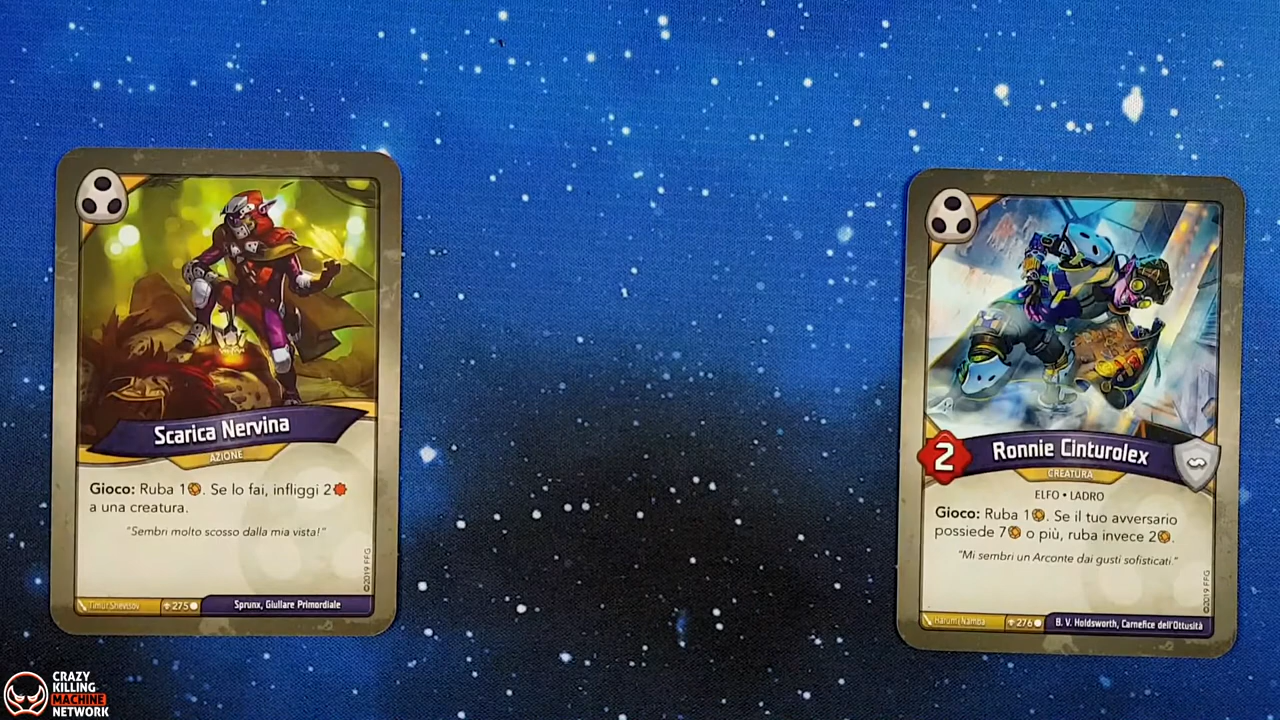 Scarica Nervina
AZIONE
Gioco: Ruba 1. Se lo fai, infliggi 2
a una creatura.
"Sembri molto scosso dalla mia vista!"
©2019 FFG
Timur Shevtsov
275
Sprunx, Giullare Primordiale
2
Ronnie Cinturolex
CREATURA
ELFO • LADRO
Gioco: Ruba 1. Se il tuo avversario
possiede 7 o più, ruba invece 2.
"Mi sembri un Arconte dai gusti sofisticati."
©2019 FFG
Harumi Namba
276
B. V. Holdsworth, Carnefice dell'Ottusità
CRAZY
KILLING
MACHINE
NETWORK